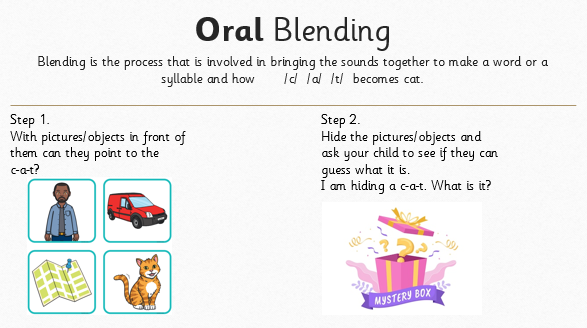 Oral Blending
Blending is the process that is involved in bringing the sounds together to make a word or a
syllable and how /c/ /a/ /t/ becomes cat.
Step 1.
With pictures/objects in front of
them can they point to the
c-a-t?
Step 2.
Hide the pictures/objects and
ask your child to see if they can
guess what it is.
I am hiding a c-a-t. What is it?
? ? ?
MYSTERY BOX